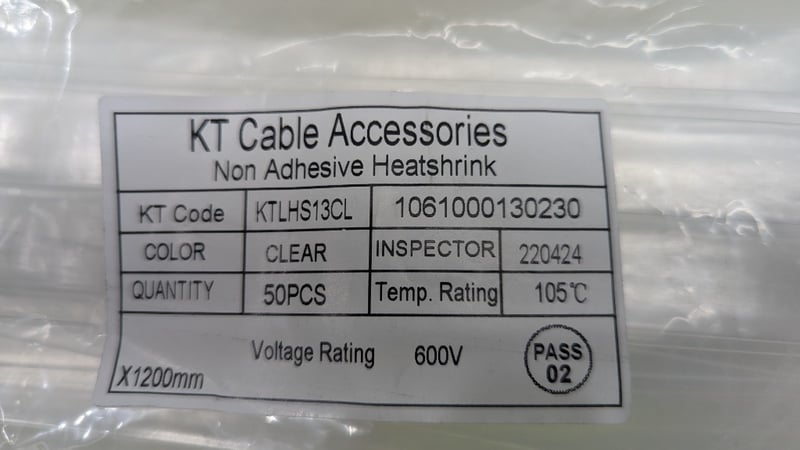 KT Cable Accessories
Non Adhesive Heatshrink
KT Code KTLHS13CL 1061000130230
COLOR CLEAR INSPECTOR 220424
QUANTITY 50PCS Temp. Rating 105℃
Voltage Rating 600V PASS
02
X1200mm